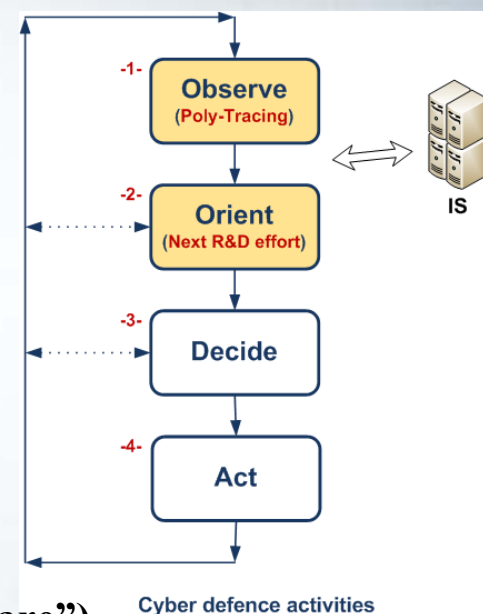 -1-
Observe
(Poly-Tracing)
IS
-2-
Orient
(Next R&D effort)
-3-
Decide
-4-
Act
Cyber defence activities